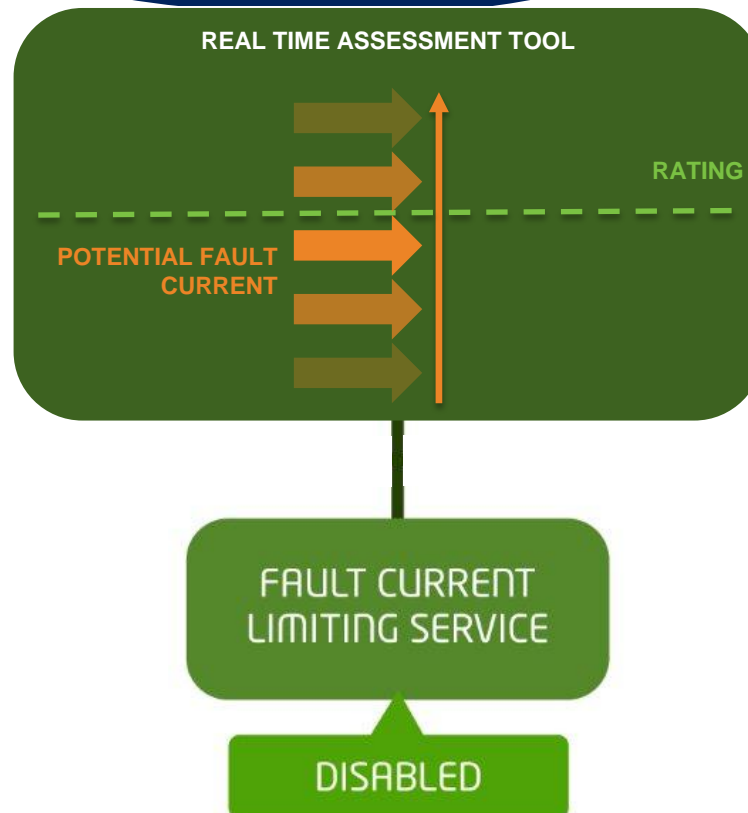 REAL TIME ASSESSMENT TOOL
RATING
POTENTIAL FAULT
CURRENT
FAULT CURRENT
LIMITING SERVICE
DISABLED